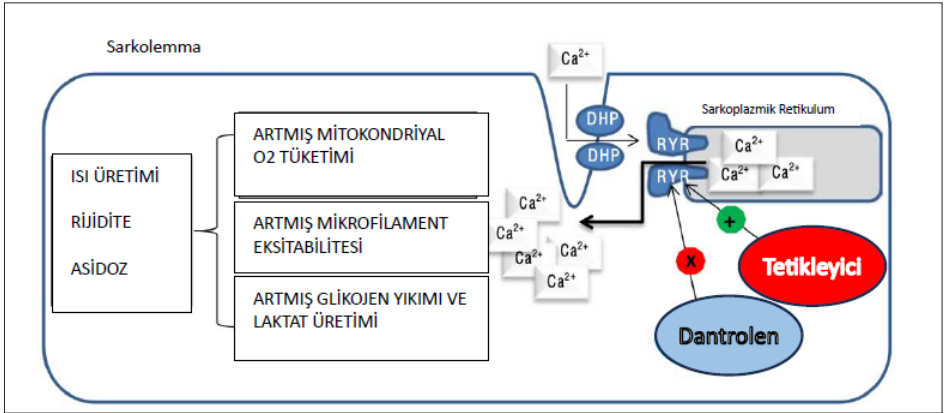 Sarkolemma
Ca²⁺
Sarkoplazmik Retikulum
DHP
DHP
RYR
RYR
Ca²⁺
Ca²⁺
Ca²⁺
ISI ÜRETİMİ
RİJİDİTE
ASİDOZ
ARTMIŞ MİTOKONDRİYAL
O2 TÜKETİMİ
ARTMIŞ MİKROFİLAMENT
EKSİTABİLİTESİ
ARTMIŞ GLİKOJEN YIKIMI VE
LAKTAT ÜRETİMİ
Ca²⁺
Ca²⁺
Ca²⁺
Ca²⁺
Ca²⁺
+
X
Tetikleyici
Dantrolen